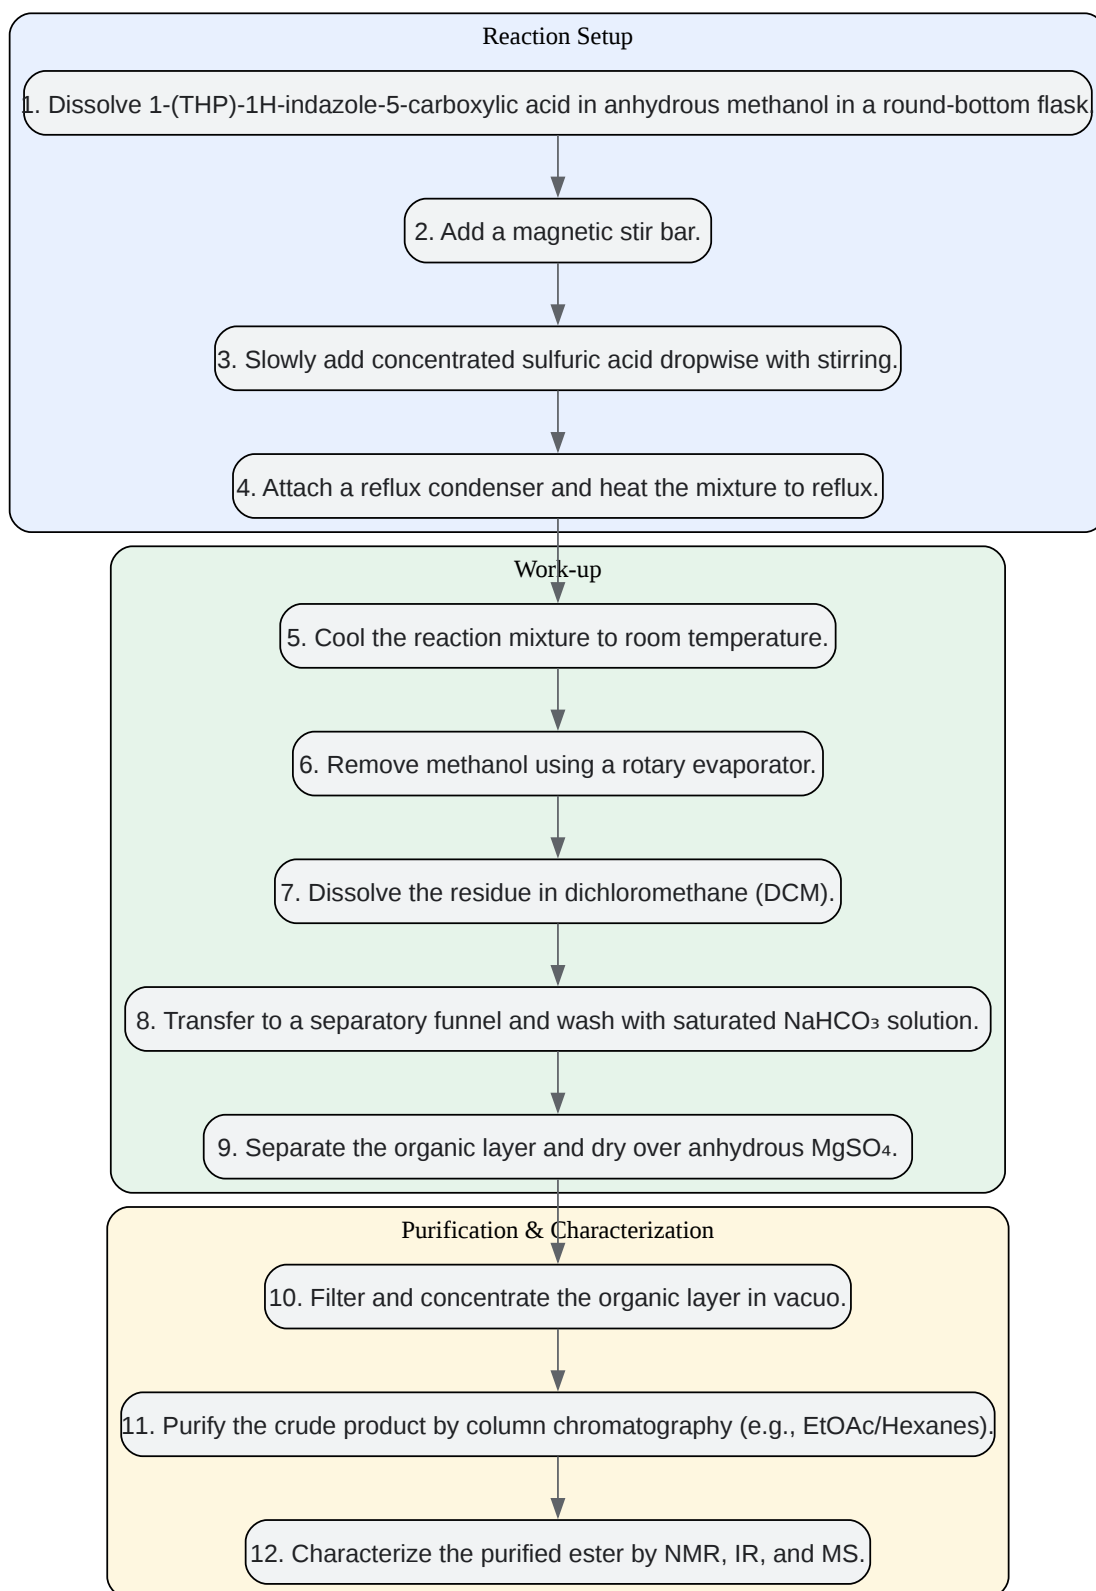 Reaction Setup
1. Dissolve 1-(THP)-1H-indazole-5-carboxylic acid in anhydrous methanol in a round-bottom flask.
2. Add a magnetic stir bar.
3. Slowly add concentrated sulfuric acid dropwise with stirring.
4. Attach a reflux condenser and heat the mixture to reflux.
Work-up
5. Cool the reaction mixture to room temperature.
6. Remove methanol using a rotary evaporator.
7. Dissolve the residue in dichloromethane (DCM).
8. Transfer to a separatory funnel and wash with saturated NaHCO₃ solution.
9. Separate the organic layer and dry over anhydrous MgSO₄.
Purification & Characterization
10. Filter and concentrate the organic layer in vacuo.
11. Purify the crude product by column chromatography (e.g., EtOAc/Hexanes).
12. Characterize the purified ester by NMR, IR, and MS.